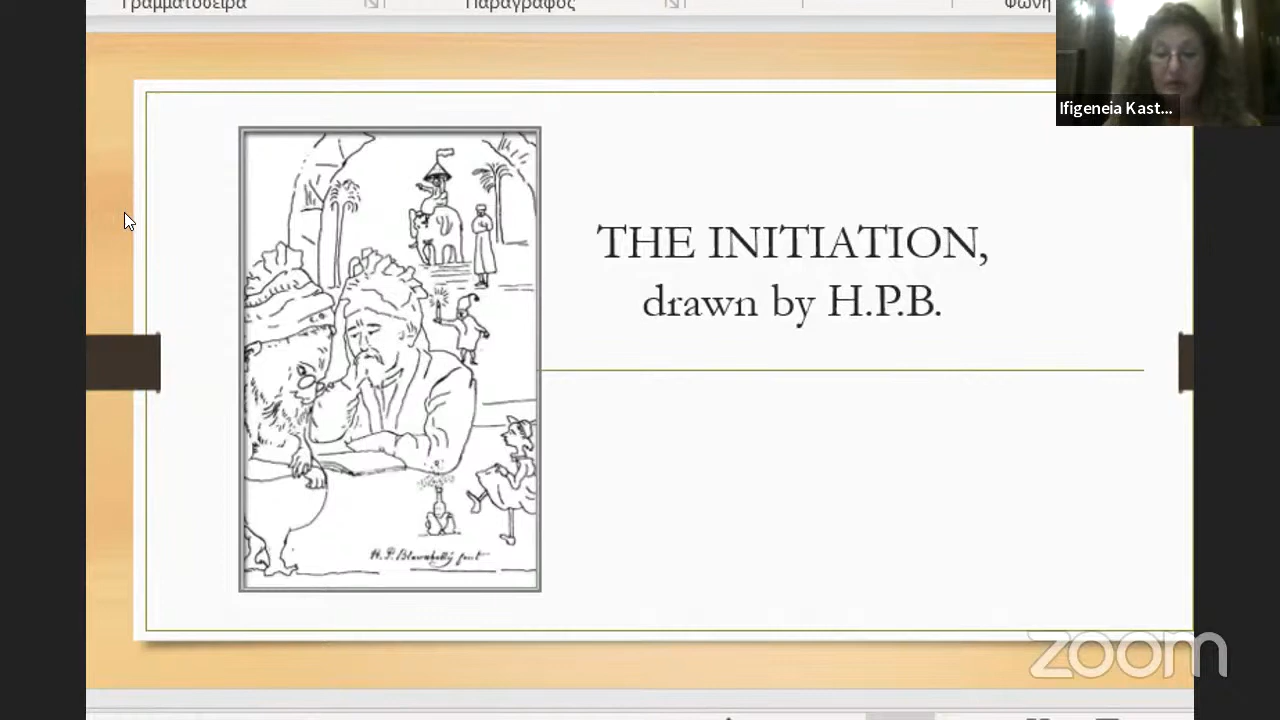 Γραμματοσειρά
Παράγραφος
Φωνή
Ifigeneia Kast...
THE INITIATION,
drawn by H.P.B.
H. P. Blavatsky fecit
zoom